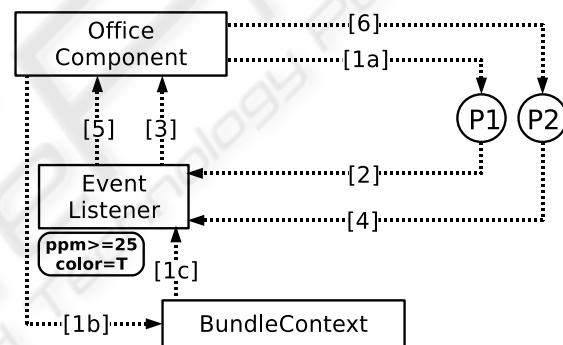 [6]
Office
Component
[1a]
[5]
[3]
P1
P2
Event
Listener
[2]
[4]
ppm>=25
color=T
[1c]
[1b]
BundleContext